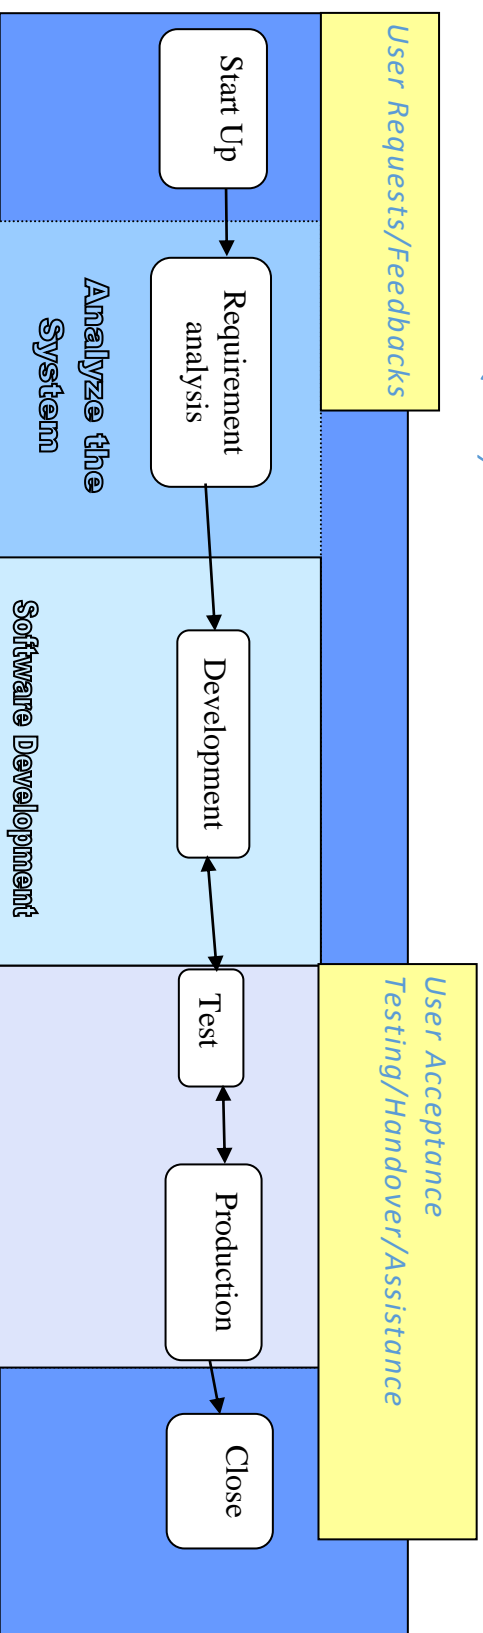 User Requests/Feedbacks
Start Up
Requirement
analysis
Analyze the
System
Development
Software Development
User Acceptance
Testing/Handover/Assistance
Test
Production
Close